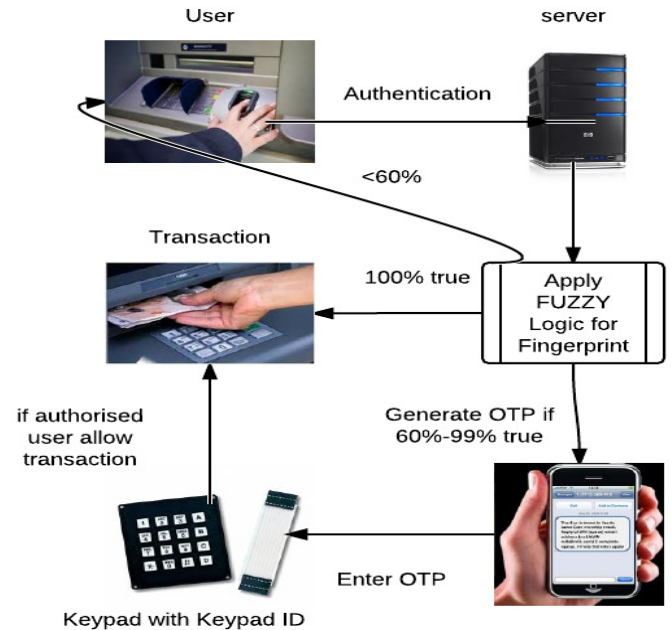 User
server
Authentication
<60%
Transaction
100% true
Apply
FUZZY
Logic for
Fingerprint
if authorised
user allow
transaction
Generate OTP if
60%-99% true
Enter OTP
Keypad with Keypad ID